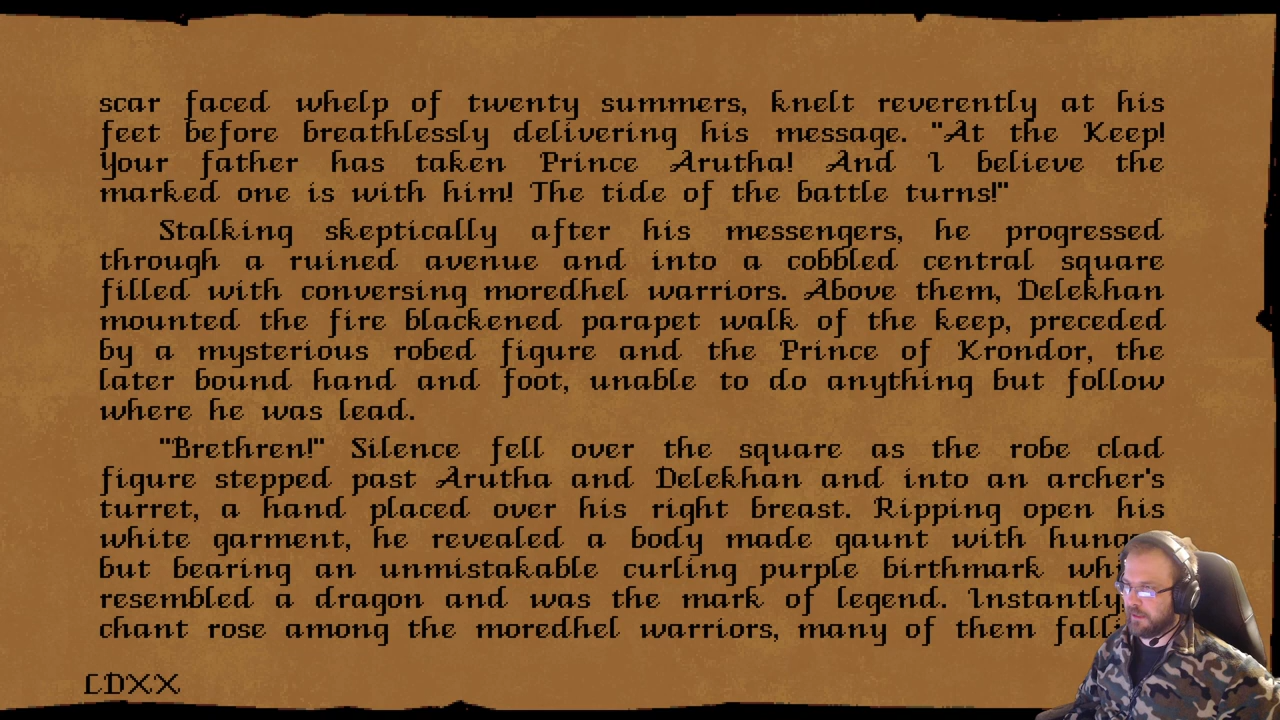 scar faced whelp of twenty summers, knelt reverently at his
feet before breathlessly delivering his message. "At the Keep!
Your father has taken Prince Arutha! And I believe the
marked one is with him! The tide of the battle turns!"
Stalking skeptically after his messengers, he progressed
through a ruined avenue and into a cobbled central square
filled with conversing moredhel warriors. Above them, Delekhan
mounted the fire blackened parapet walk of the keep, preceded
by a mysterious robed figure and the Prince of Krondor, the
later bound hand and foot, unable to do anything but follow
where he was lead.
"Brethren!" Silence fell over the square as the robe clad
figure stepped past Arutha and Delekhan and into an archer's
turret, a hand placed over his right breast. Ripping open his
white garment, he revealed a body made gaunt with
but bearing an unmistakable curling purple birthmark
resembled a dragon and was the mark of legend. Instantly
chant rose among the moredhel warriors, many of them
LDXX